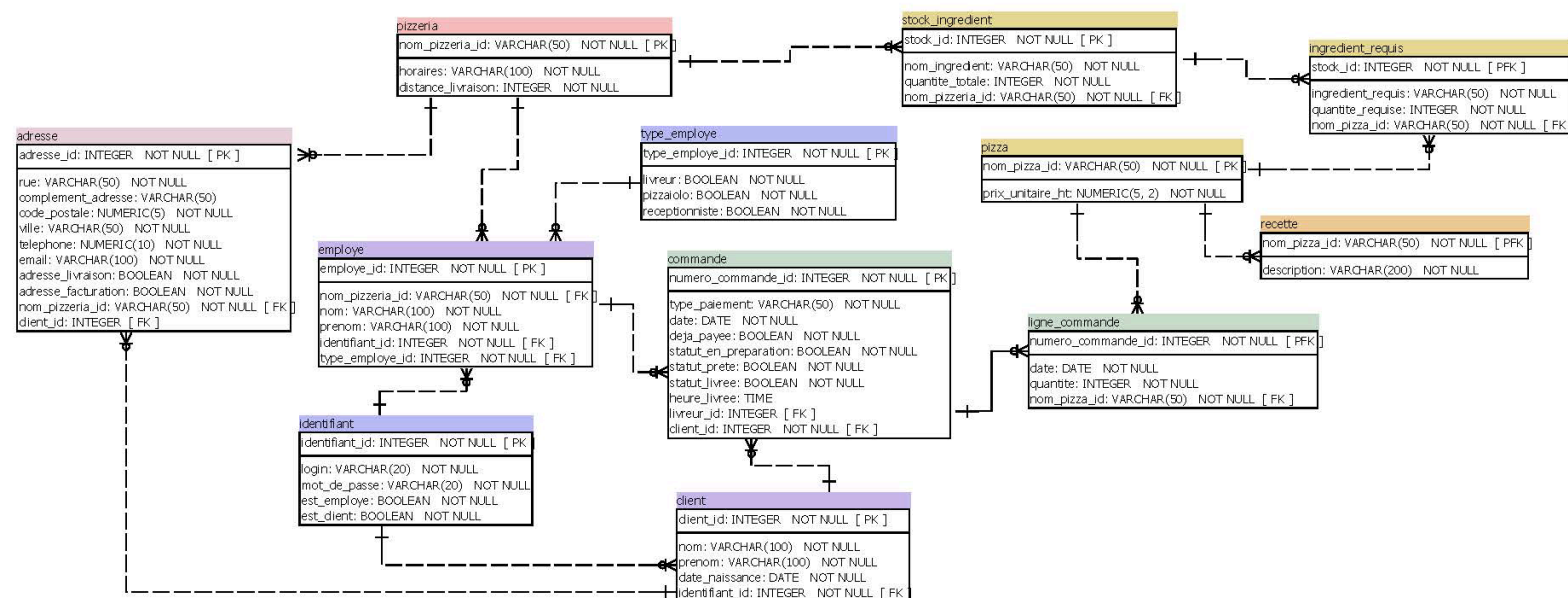 pizzeria
nom_pizzeria_id: VARCHAR(50) NOT NULL [ PK ]
horaires: VARCHAR(100) NOT NULL
distance_livraison: INTEGER NOT NULL
stock_ingredient
stock_id: INTEGER NOT NULL [ PK ]
nom_ingredient: VARCHAR(50) NOT NULL
quantite_totale: INTEGER NOT NULL
nom_pizzeria_id: VARCHAR(50) NOT NULL [ FK ]
ingredient_requis
stock_id: INTEGER NOT NULL [ PFK ]
ingredient_requis: VARCHAR(50) NOT NULL
quantite_requise: INTEGER NOT NULL
nom_pizza_id: VARCHAR(50) NOT NULL [ FK
adresse
adresse_id: INTEGER NOT NULL [ PK ]
rue: VARCHAR(50) NOT NULL
complement_adresse: VARCHAR(50)
code_postale: NUMERIC(5) NOT NULL
ville: VARCHAR(50) NOT NULL
telephone: NUMERIC(10) NOT NULL
email: VARCHAR(100) NOT NULL
adresse_livraison: BOOLEAN NOT NULL
adresse_facturation: BOOLEAN NOT NULL
nom_pizzeria_id: VARCHAR(50) NOT NULL [ FK ]
client_id: INTEGER [ FK ]
type_employe
type_employe_id: INTEGER NOT NULL [ PK ]
livreur: BOOLEAN NOT NULL
pizzaiolo: BOOLEAN NOT NULL
receptionniste: BOOLEAN NOT NULL
pizza
nom_pizza_id: VARCHAR(50) NOT NULL [ PK ]
prix_unitaire_ht: NUMERIC(5, 2) NOT NULL
recette
nom_pizza_id: VARCHAR(50) NOT NULL [ PFK ]
description: VARCHAR(200) NOT NULL
employe
employe_id: INTEGER NOT NULL [ PK ]
nom_pizzeria_id: VARCHAR(50) NOT NULL [ FK ]
nom: VARCHAR(100) NOT NULL
prenom: VARCHAR(100) NOT NULL
identifiant_id: INTEGER NOT NULL [ FK ]
type_employe_id: INTEGER NOT NULL [ FK ]
commande
numero_commande_id: INTEGER NOT NULL [ PK ]
type_paiement: VARCHAR(50) NOT NULL
date: DATE NOT NULL
deja_payee: BOOLEAN NOT NULL
statut_en_preparation: BOOLEAN NOT NULL
statut_prete: BOOLEAN NOT NULL
statut_livree: BOOLEAN NOT NULL
heure_livree: TIME
livreur_id: INTEGER [ FK ]
client_id: INTEGER NOT NULL [ FK ]
ligne_commande
numero_commande_id: INTEGER NOT NULL [ PFK ]
date: DATE NOT NULL
quantite: INTEGER NOT NULL
nom_pizza_id: VARCHAR(50) NOT NULL [ FK ]
identifiant
identifiant_id: INTEGER NOT NULL [ PK ]
login: VARCHAR(20) NOT NULL
mot_de_passe: VARCHAR(20) NOT NULL
est_employe: BOOLEAN NOT NULL
est_client: BOOLEAN NOT NULL
client
client_id: INTEGER NOT NULL [ PK ]
nom: VARCHAR(100) NOT NULL
prenom: VARCHAR(100) NOT NULL
date_naissance: DATE NOT NULL
identifiant_id: INTEGER NOT NULL [ FK ]